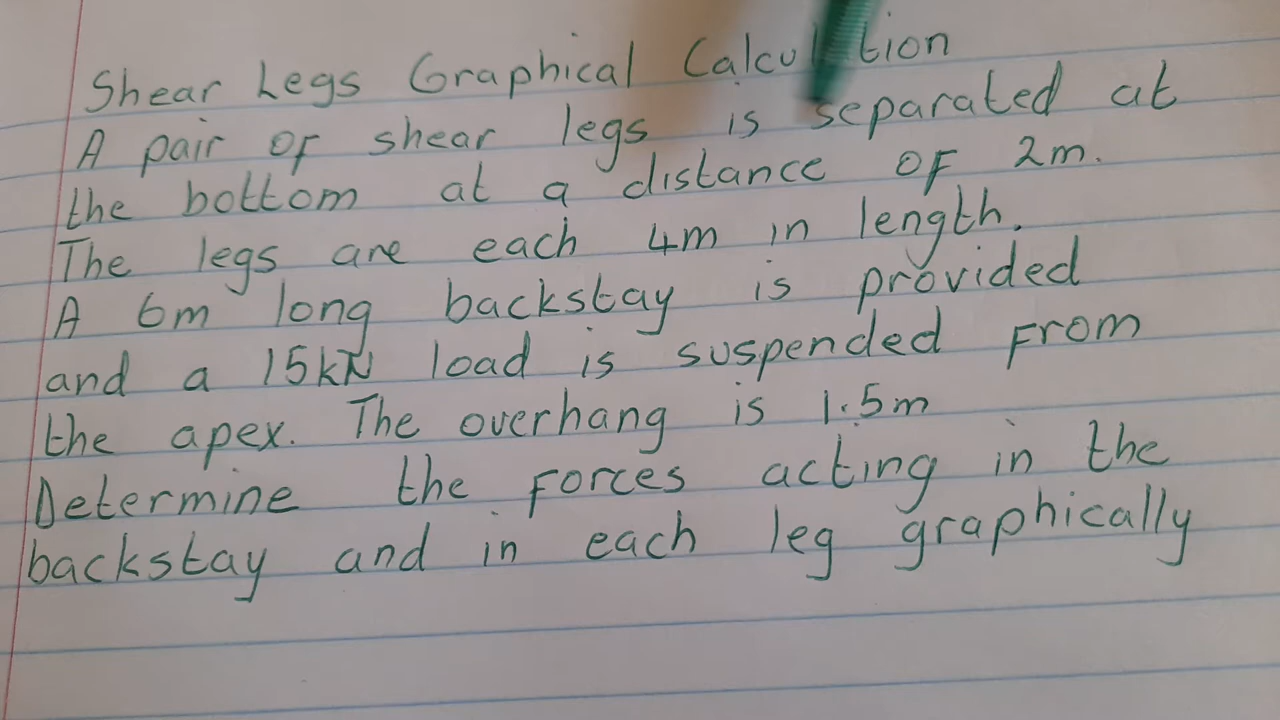 Shear Legs Graphical
A pair of shear legs is separated at
the bottom at a distance of 2m.
The legs are each 4m in length.
A 6m long backstay is provided
and a 15kN load is suspended from
the apex. The overhang is 1.5m
Determine the forces acting in the
backstay and in each leg graphically